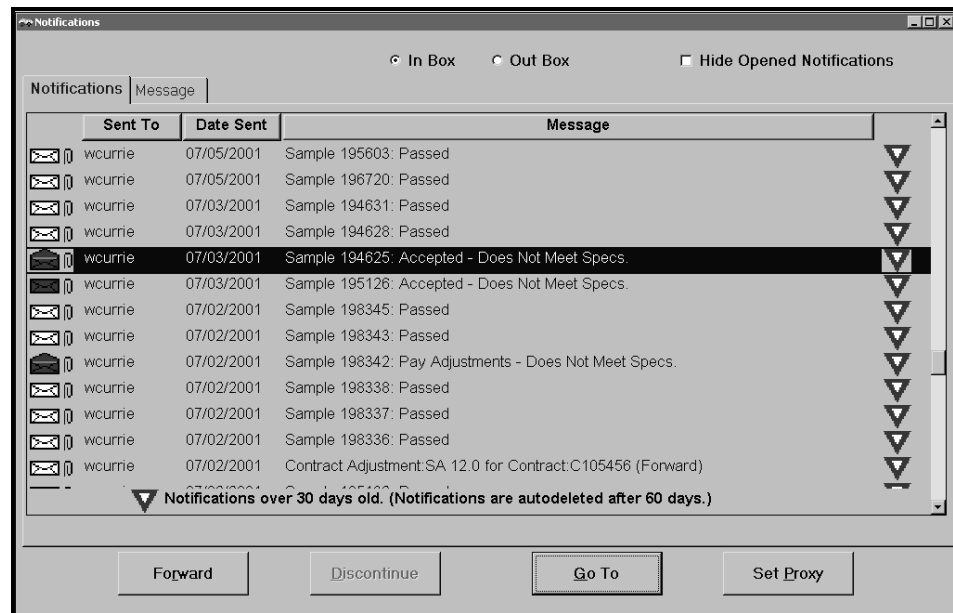 Notifications
In Box Out Box Hide Opened Notifications
Notifications Message
Sent To Date Sent Message
wcurrie 07/05/2001 Sample 195603: Passed
wcurrie 07/05/2001 Sample 196720: Passed
wcurrie 07/03/2001 Sample 194631: Passed
wcurrie 07/03/2001 Sample 194628: Passed
wcurrie 07/03/2001 Sample 194625: Accepted - Does Not Meet Specs.
wcurrie 07/03/2001 Sample 195126: Accepted - Does Not Meet Specs.
wcurrie 07/02/2001 Sample 198345: Passed
wcurrie 07/02/2001 Sample 198343: Passed
wcurrie 07/02/2001 Sample 198342: Pay Adjustments - Does Not Meet Specs.
wcurrie 07/02/2001 Sample 198338: Passed
wcurrie 07/02/2001 Sample 198337: Passed
wcurrie 07/02/2001 Sample 198336: Passed
wcurrie 07/02/2001 Contract Adjustment:SA 12.0 for Contract:C105456 (Forward)
Notifications over 30 days old. (Notifications are autodeleted after 60 days.)
Forward Discontinue Go To Set Proxy